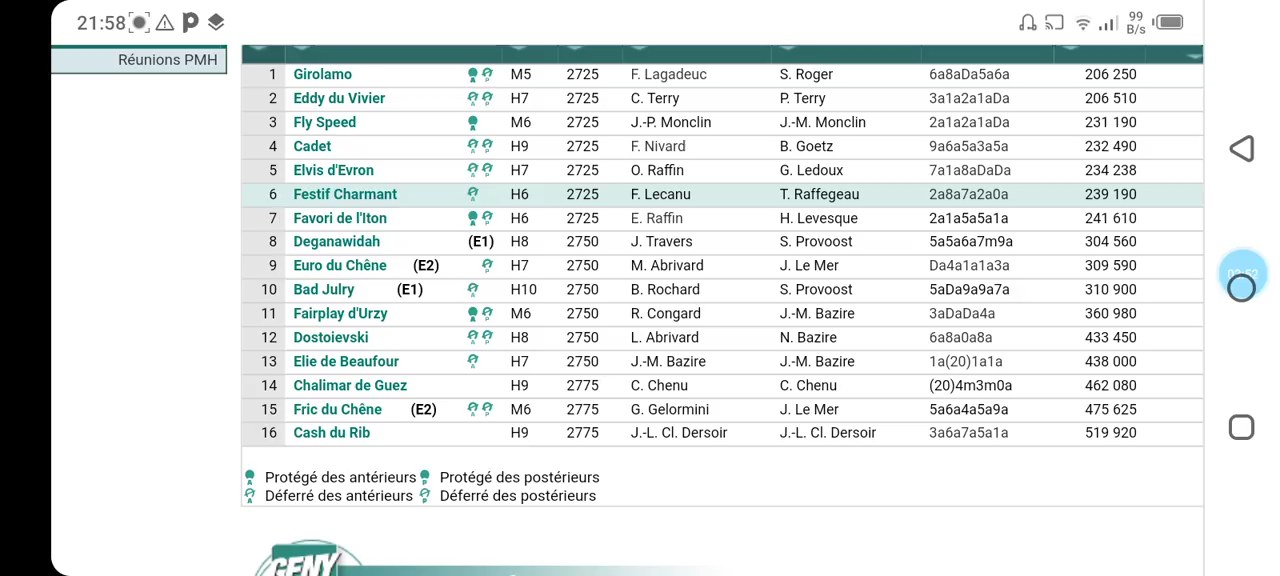 21:58 99 B/s
Réunions PMH
1 Girolamo M5 2725 F. Lagadeuc S. Roger 6a8aDa5a6a 206 250
2 Eddy du Vivier H7 2725 C. Terry P. Terry 3a1a2a1aDa 206 510
3 Fly Speed M6 2725 J.-P. Monclin J.-M. Monclin 2a1a2a1aDa 231 190
4 Cadet H9 2725 F. Nivard B. Goetz 9a6a5a3a5a 232 490
5 Elvis d'Evron H7 2725 O. Raffin G. Ledoux 7a1a8aDaDa 234 238
6 Festif Charmant H6 2725 F. Lecanu T. Raffegeau 2a8a7a2a0a 239 190
7 Favori de l'Iton H6 2725 E. Raffin H. Levesque 2a1a5a5a1a 241 610
8 Deganawidah (E1) H8 2750 J. Travers S. Provoost 5a5a6a7m9a 304 560
9 Euro du Chêne (E2) H7 2750 M. Abrivard J. Le Mer Da4a1a1a3a 309 590
10 Bad Julry (E1) H10 2750 B. Rochard S. Provoost 5aDa9a9a7a 310 900
11 Fairplay d'Urzy M6 2750 R. Congard J.-M. Bazire 3aDaDa4a 360 980
12 Dostoievski H8 2750 L. Abrivard N. Bazire 6a8a0a8a 433 450
13 Elie de Beaufour H7 2750 J.-M. Bazire J.-M. Bazire 1a(20)1a1a 438 000
14 Chalimar de Guez H9 2775 C. Chenu C. Chenu (20)4m3m0a 462 080
15 Fric du Chêne (E2) M6 2775 G. Gelormini J. Le Mer 5a6a4a5a9a 475 625
16 Cash du Rib H9 2775 J.-L. Cl. Dersoir J.-L. Cl. Dersoir 3a6a7a5a1a 519 920
A Protégé des antérieurs P Protégé des postérieurs
A Déferré des antérieurs P Déferré des postérieurs
GENY